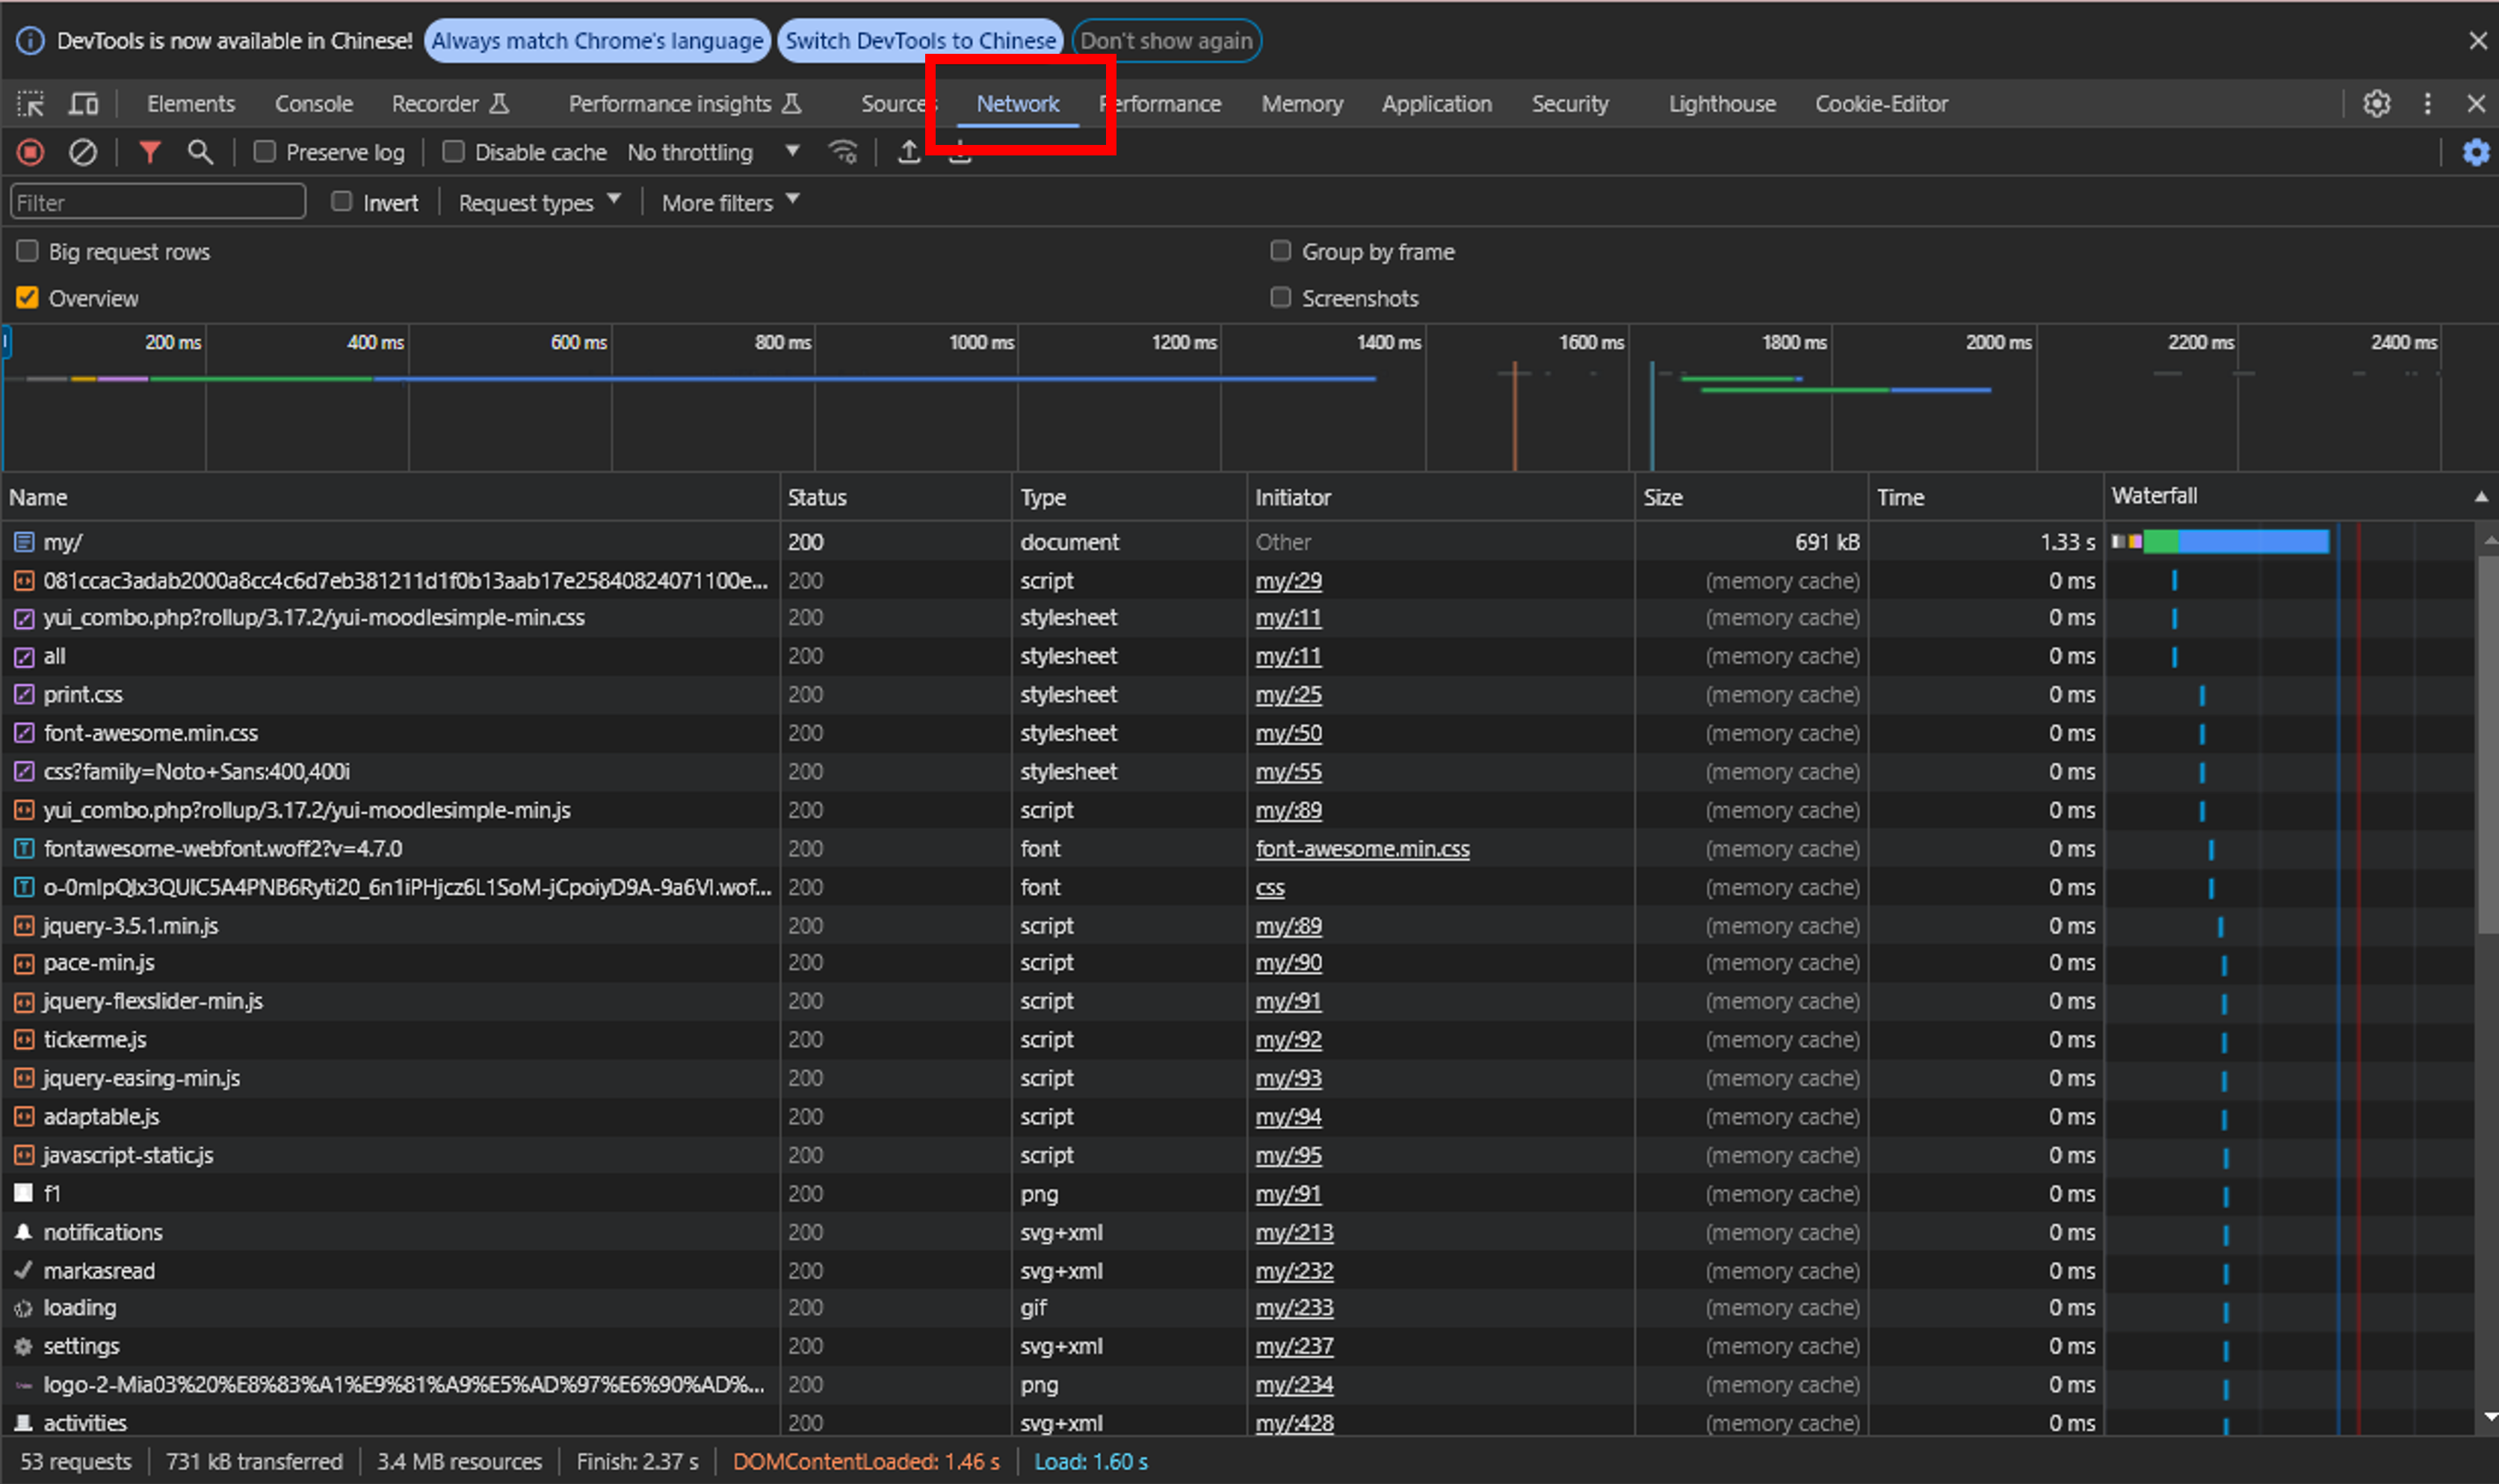 DevTools is now available in Chinese! Always match Chrome's language Switch DevTools to Chinese Don't show again
Elements Console Recorder Performance insights Sources Network Performance Memory Application Security Lighthouse Cookie-Editor
Preserve log Disable cache No throttling
Filter Invert Request types More filters
Big request rows Group by frame
Overview Screenshots
200 ms 400 ms 600 ms 800 ms 1000 ms 1200 ms 1400 ms 1600 ms 1800 ms 2000 ms 2200 ms 2400 ms
Name Status Type Initiator Size Time Waterfall
my/ 200 document Other 691 kB 1.33 s
081ccac3adab2000a8cc4c6d7eb381211d1f0b13aab17e25840824071100e... 200 script my/:29 (memory cache) 0 ms
yui_combo.php?rollup/3.17.2/yui-moodlesimple-min.css 200 stylesheet my/:11 (memory cache) 0 ms
all 200 stylesheet my/:11 (memory cache) 0 ms
print.css 200 stylesheet my/:25 (memory cache) 0 ms
font-awesome.min.css 200 stylesheet my/:50 (memory cache) 0 ms
css?family=Noto+Sans:400,400i 200 stylesheet my/:55 (memory cache) 0 ms
yui_combo.php?rollup/3.17.2/yui-moodlesimple-min.js 200 script my/:89 (memory cache) 0 ms
fontawesome-webfont.woff2?v=4.7.0 200 font font-awesome.min.css (memory cache) 0 ms
200 font css (memory cache) 0 ms
jquery-3.5.1.min.js 200 script my/:89 (memory cache) 0 ms
pace-min.js 200 script my/:90 (memory cache) 0 ms
jquery-flexslider-min.js 200 script my/:91 (memory cache) 0 ms
tickerme.js 200 script my/:92 (memory cache) 0 ms
jquery-easing-min.js 200 script my/:93 (memory cache) 0 ms
adaptable.js 200 script my/:94 (memory cache) 0 ms
javascript-static.js 200 script my/:95 (memory cache) 0 ms
f1 200 png my/:91 (memory cache) 0 ms
notifications 200 svg+xml my/:213 (memory cache) 0 ms
markasread 200 svg+xml my/:232 (memory cache) 0 ms
loading 200 gif my/:233 (memory cache) 0 ms
settings 200 svg+xml my/:237 (memory cache) 0 ms
logo-2-Mia03%20%E8%83%A1%E9%81%A9%E5%AD%97%E6%90%AD%... 200 png my/:234 (memory cache) 0 ms
activities 200 svg+xml my/:428 (memory cache) 0 ms
53 requests 731 kB transferred 3.4 MB resources Finish: 2.37 s DOMContentLoaded: 1.46 s Load: 1.60 s